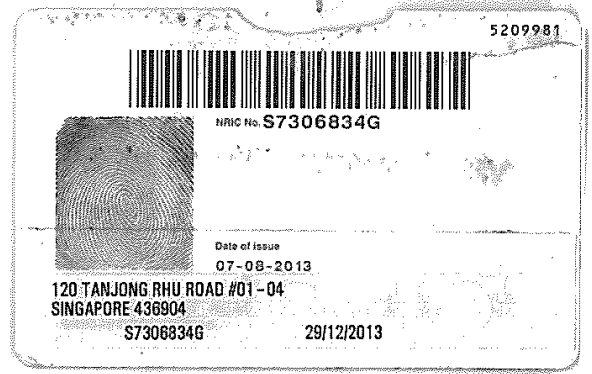 5209981
NRIC No. S7306834G
Date of issue
07-08-2013
120 TANJONG RHU ROAD #01-04
SINGAPORE 436904
S7306834G 29/12/2013